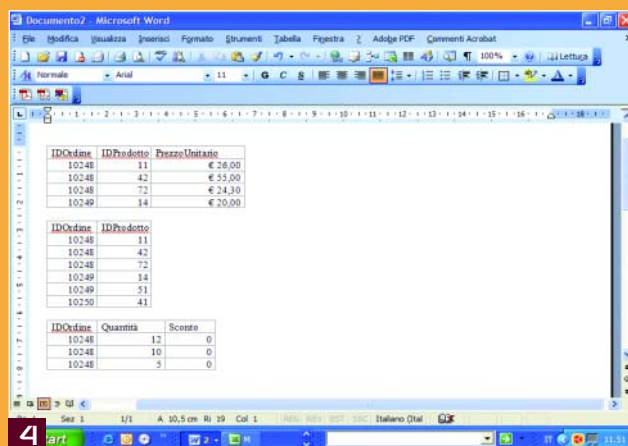 Documento2 - Microsoft Word
File Modifica Visualizza Inserisci Formato Strumenti Tabella Finestra ? Adobe PDF Commenti Acrobat
100% Lettura
Normale Arial 11 G C S
IDOrdine IDProdotto PrezzoUnitario
10248 11 € 26,00
10248 42 € 55,00
10248 72 € 24,30
10249 14 € 20,00
IDOrdine IDProdotto
10248 11
10248 42
10248 72
10249 14
10249 51
10250 41
IDOrdine Quantità Sconto
10248 12 0
10248 10 0
10248 5 0
Sez 1 1/1 A 10,5 cm Ri 19 Col 1 REG REV EST SSC Italiano (Ital
4 start W 2 IT 11.51